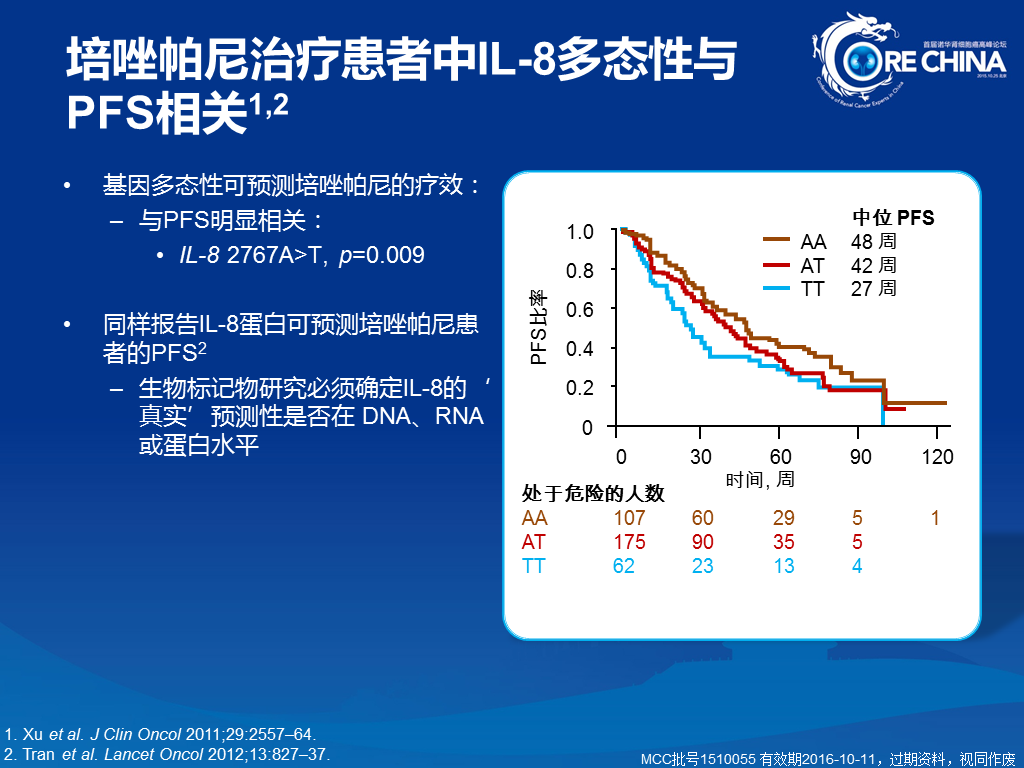 培唑帕尼治疗患者中IL-8多态性与
PFS相关1,2
首届诺华肾细胞癌高峰论坛
CORE CHINA
2015.10.25 北京
Conference of Renal Cancer Experts in China
• 基因多态性可预测培唑帕尼的疗效：
– 与PFS明显相关：
• IL-8 2767A>T, p=0.009
• 同样报告IL-8蛋白可预测培唑帕尼患
者的PFS2
– 生物标记物研究必须确定IL-8的‘
真实’预测性是否在 DNA、RNA
或蛋白水平
中位 PFS
AA 48 周
AT 42 周
TT 27 周
PFS比率
1.0
0.8
0.6
0.4
0.2
0
0 30 60 90 120
时间, 周
处于危险的人数
AA 107 60 29 5 1
AT 175 90 35 5
TT 62 23 13 4
1. Xu et al. J Clin Oncol 2011;29:2557–64.
2. Tran et al. Lancet Oncol 2012;13:827–37.
MCC批号1510055 有效期2016-10-11，过期资料，视同作废